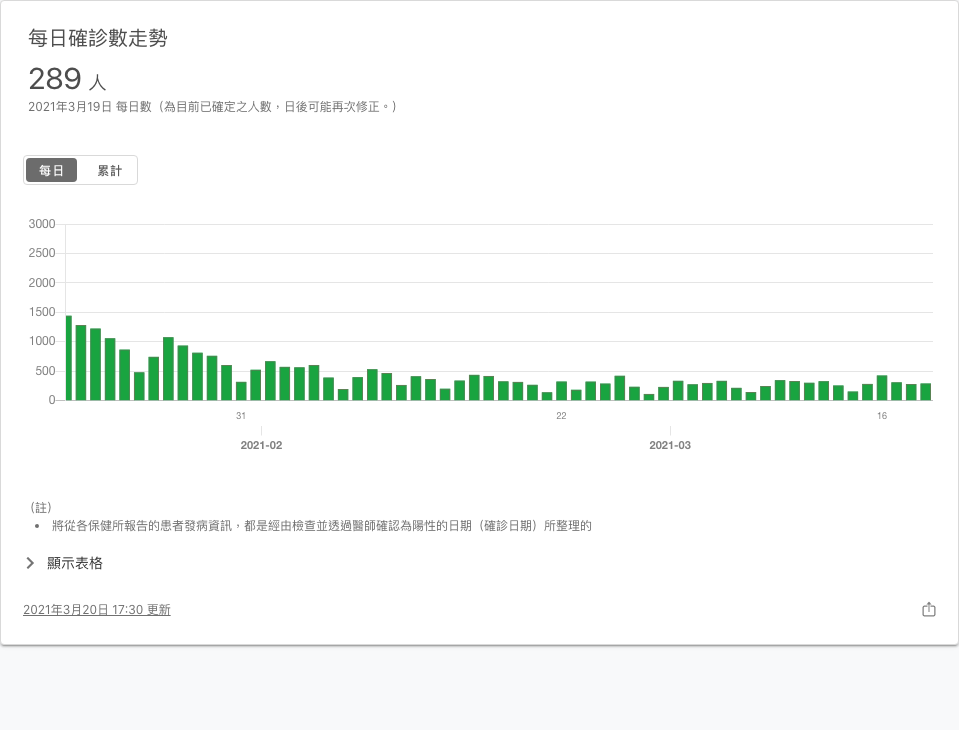 每日確診數走勢
289 人
2021年3月19日 每日數（為目前已確定之人數，日後可能再次修正。）
每日 累計
3000
2500
2000
1500
1000
500
0
31 22 16
2021-02 2021-03
（註）
• 將從各保健所報告的患者發病資訊，都是經由檢查並透過醫師確認為陽性的日期（確診日期）所整理的
顯示表格
2021年3月20日 17:30 更新